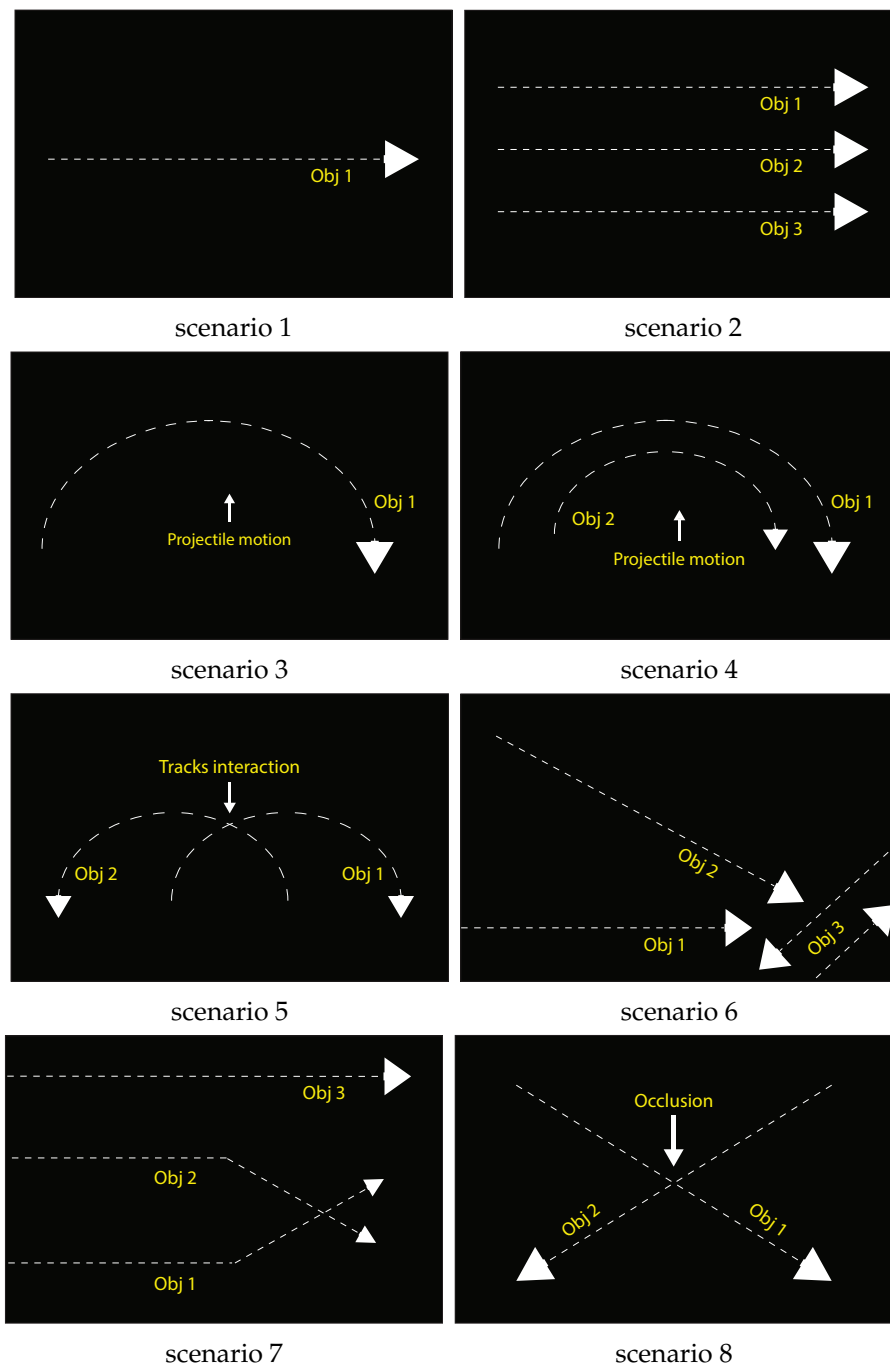 Obj 1
scenario 1
Obj 1
Obj 2
Obj 3
scenario 2
Obj 1
Projectile motion
scenario 3
Obj 1
Obj 2
Projectile motion
scenario 4
Tracks interaction
Obj 2
Obj 1
scenario 5
Obj 2
Obj 3
Obj 1
scenario 6
Obj 3
Obj 2
Obj 1
scenario 7
Occlusion
Obj 2
Obj 1
scenario 8